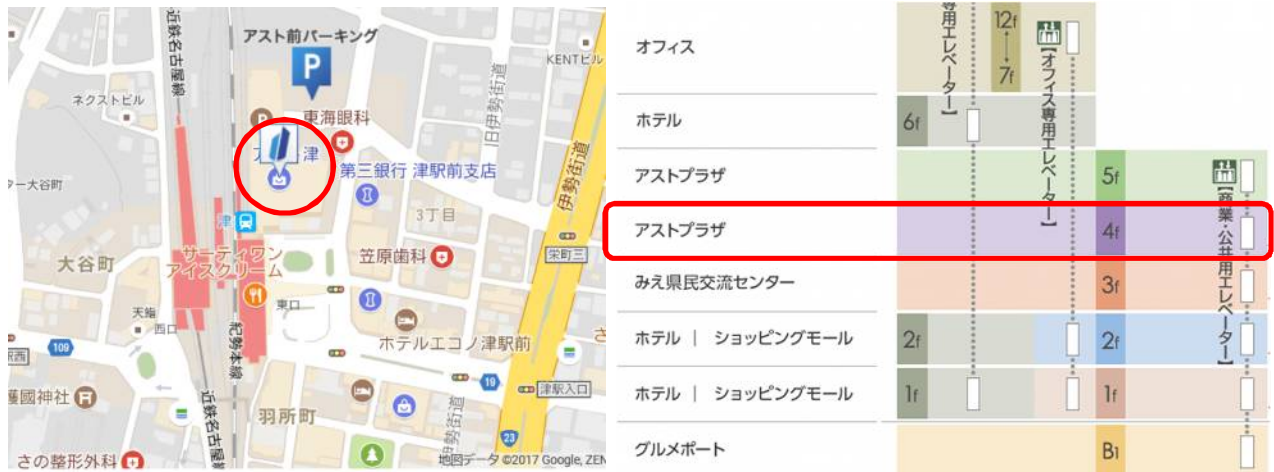 近鉄名古屋線
アスト前パーキング
P
KENTビル
ネクストビル
東海眼科
旧伊勢街道
津
第三銀行 津駅前支店
伊勢街道
大谷町
3丁目
津
サーティワン
アイスクリーム
笠原歯科
栄町三
大谷町
東口
天鮨
西口
紀勢本線
ホテルエコノ津駅前
109
19
津駅入口
護國神社
近鉄名古屋
羽所町
伊勢街道
23
さの整形外科
地図データ ©2017 Google, ZEN
オフィス
専用エレベーター】
12f
7f
【オフィス専用エレベーター】
ホテル
6f
アストプラザ
5f
【商業・公共用エレベーター】
アストプラザ
4f
みえ県民交流センター
3f
ホテル | ショッピングモール
2f
2f
ホテル | ショッピングモール
1f
1f
グルメポート
B1